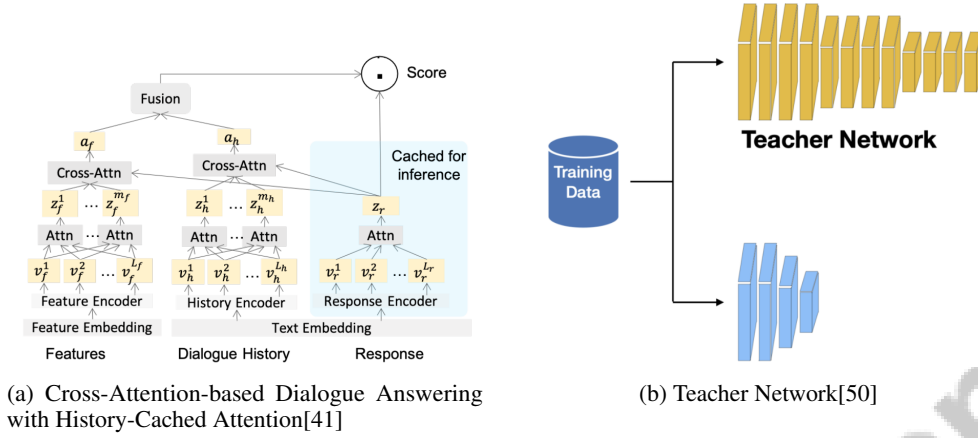 Score
Fusion
a_f
a_h
Cross-Attn
Cross-Attn
Cached for
inference
z_f^1 … z_f^{m_f}
z_h^1 … z_h^{m_h}
z_r
Attn … Attn
Attn … Attn
Attn
v_f^1 v_f^2 … v_f^{L_f}
v_h^1 v_h^2 … v_h^{L_h}
v_r^1 v_r^2 … v_r^{L_r}
Feature Encoder
History Encoder
Response Encoder
Feature Embedding
Text Embedding
Features
Dialogue History
Response
(a) Cross-Attention-based Dialogue Answering
with History-Cached Attention[41]
Teacher Network
Training
Data
(b) Teacher Network[50]